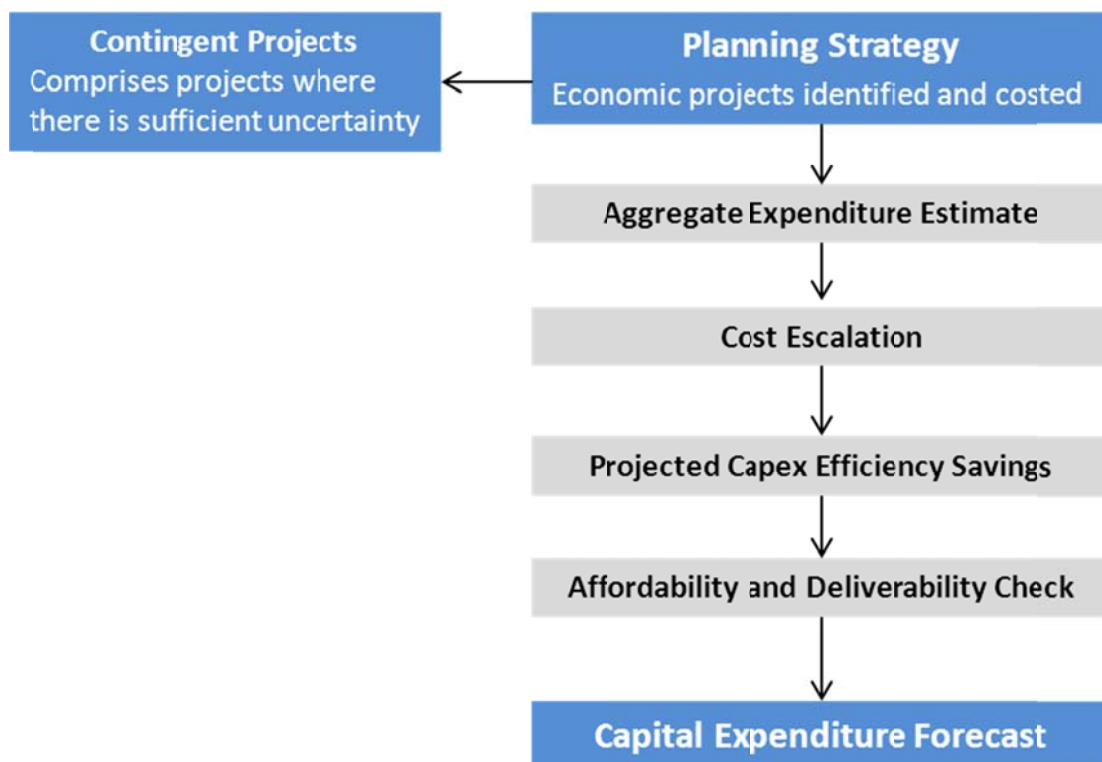 Contingent Projects
Comprises projects where
there is sufficient uncertainty
Planning Strategy
Economic projects identified and costed
Aggregate Expenditure Estimate
Cost Escalation
Projected Capex Efficiency Savings
Affordability and Deliverability Check
Capital Expenditure Forecast